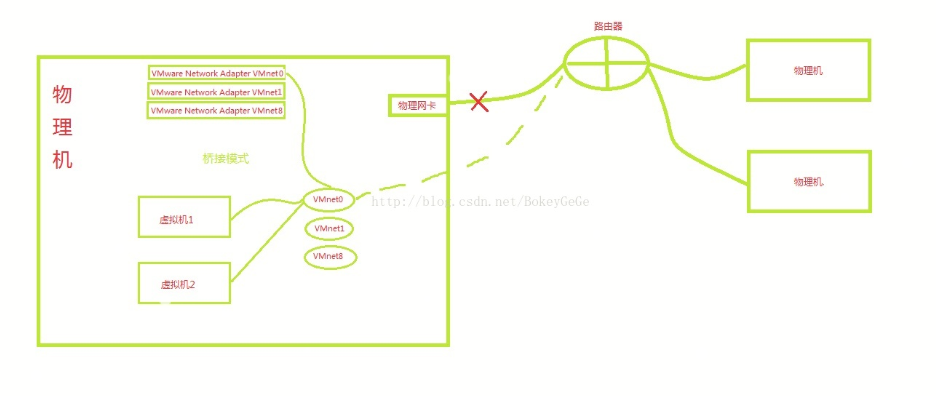 路由器
物理机
VMware Network Adapter VMnet0
VMware Network Adapter VMnet1
VMware Network Adapter VMnet8
物理网卡
物理机
桥接模式
虚拟机1
VMnet0
http://blog.csdn.net/BokeyGeGe
物理机.
VMnet1
虚拟机2
VMnet8